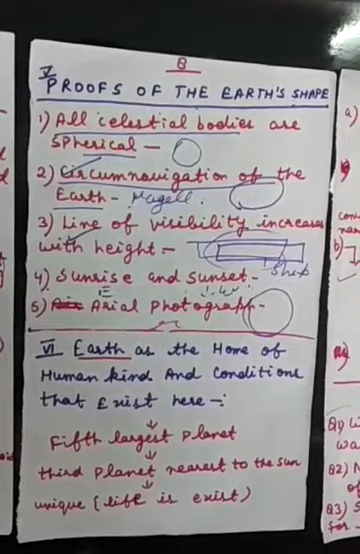 8
V
PROOFS OF THE EARTH'S SHAPE
1) All celestial bodies are
Spherical -
2) Circumnavigation of the
Earth - Magell.
3) Line of visibility increases
with height. -
Ship
4) Sunrise and sunset -
5) Arial Photograph -
VI Earth as the Home of
Human kind And Conditions
that Exist here -:
Fifth largest Planet
third Planet nearest to the Sun
unique (life is exist)
a)
b)
Q1)
Q2)
Q3)